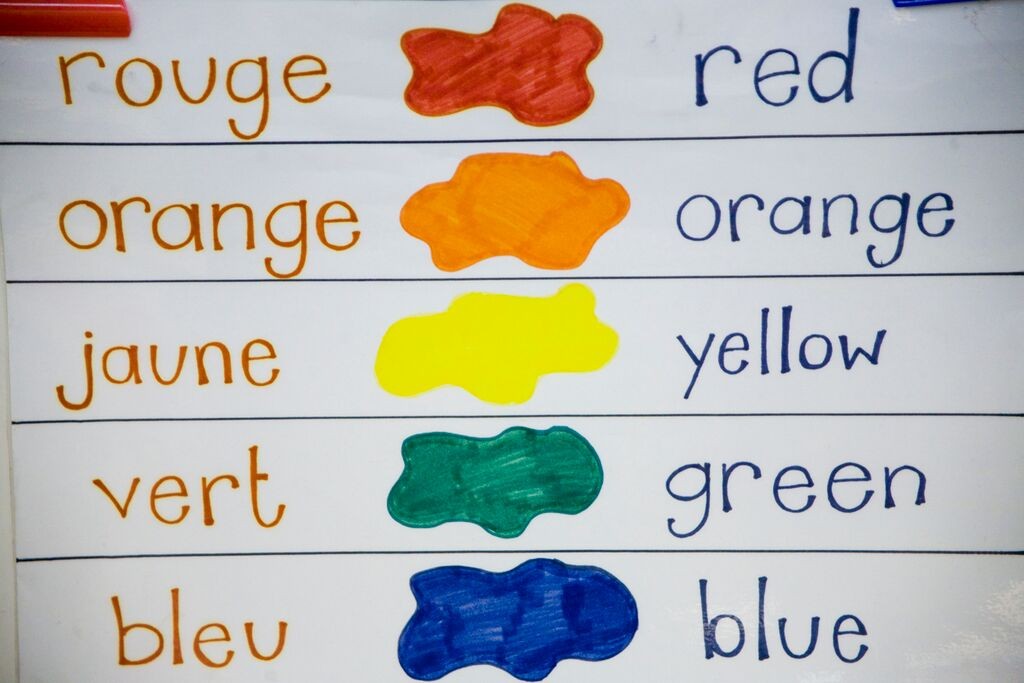 rouge red
orange orange
jaune yellow
vert green
bleu blue